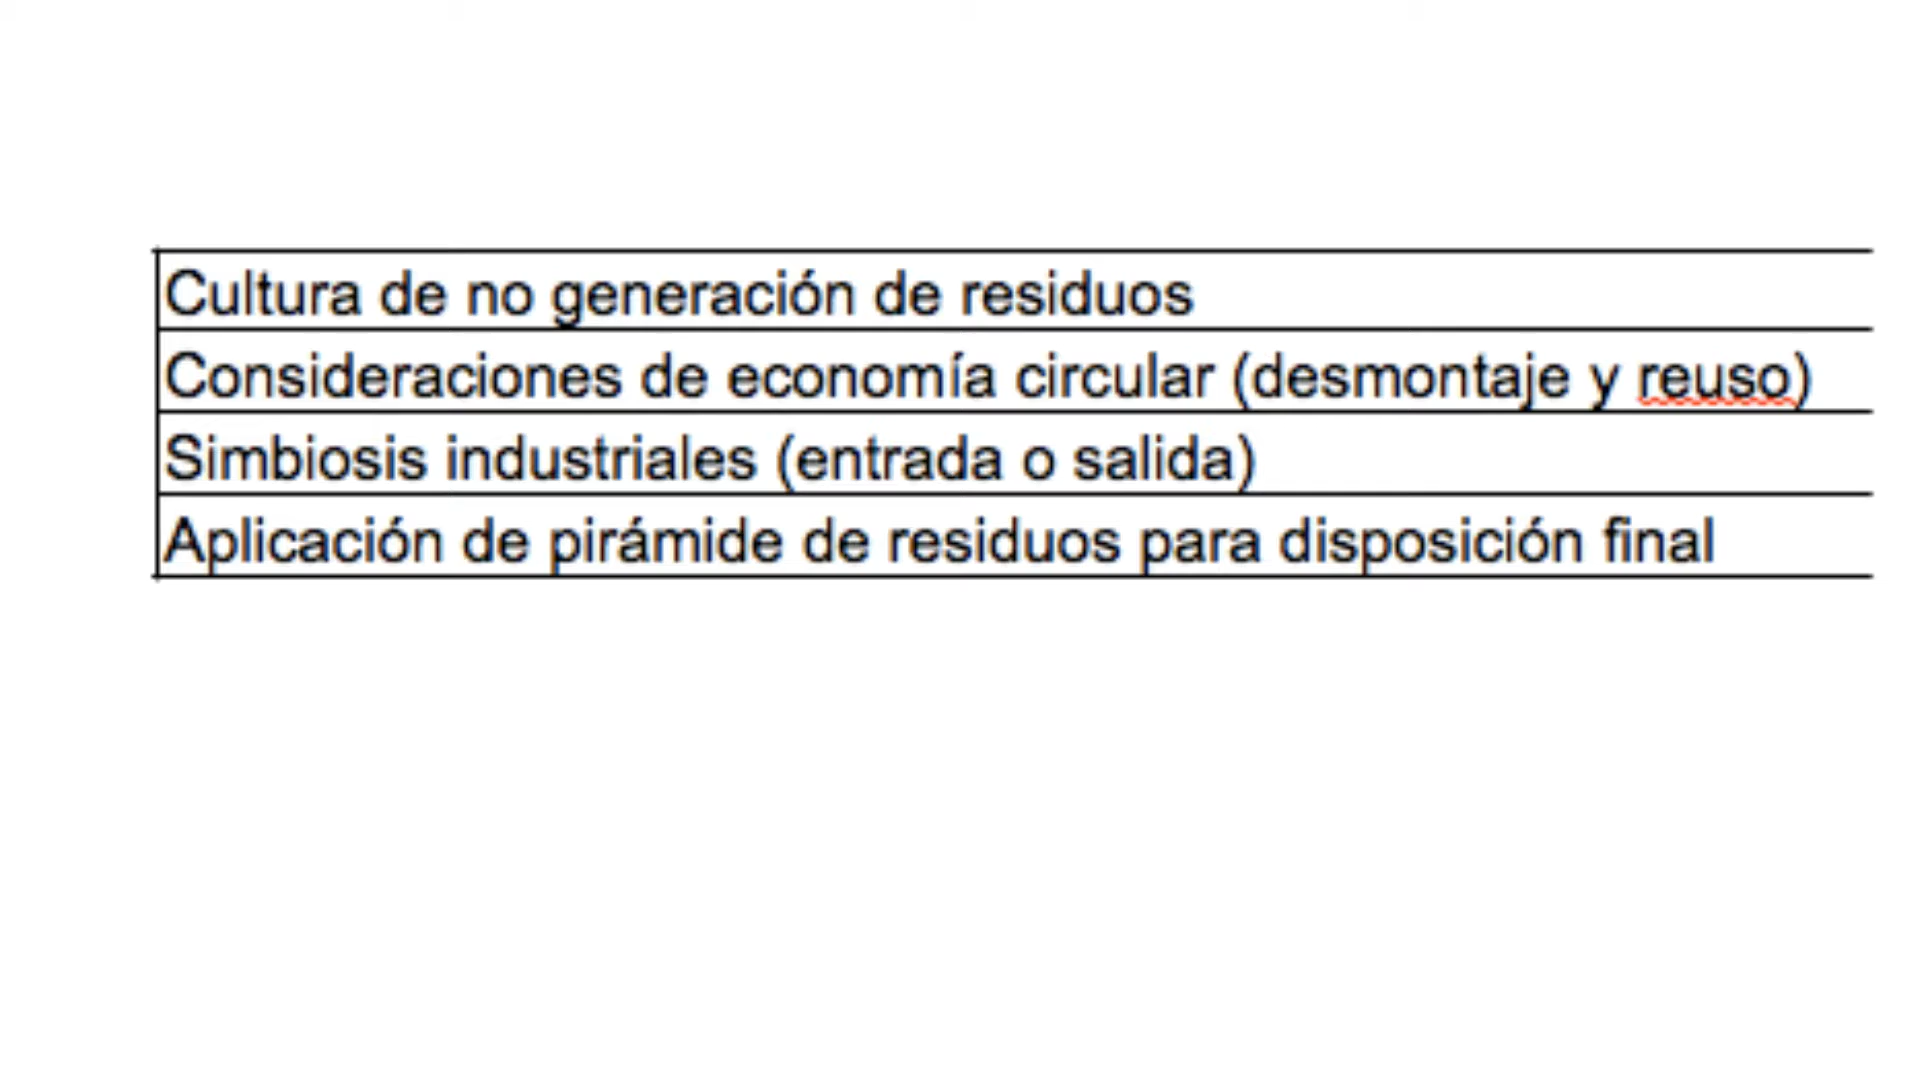 Cultura de no generación de residuos
Consideraciones de economía circular (desmontaje y reuso)
Simbiosis industriales (entrada o salida)
Aplicación de pirámide de residuos para disposición final